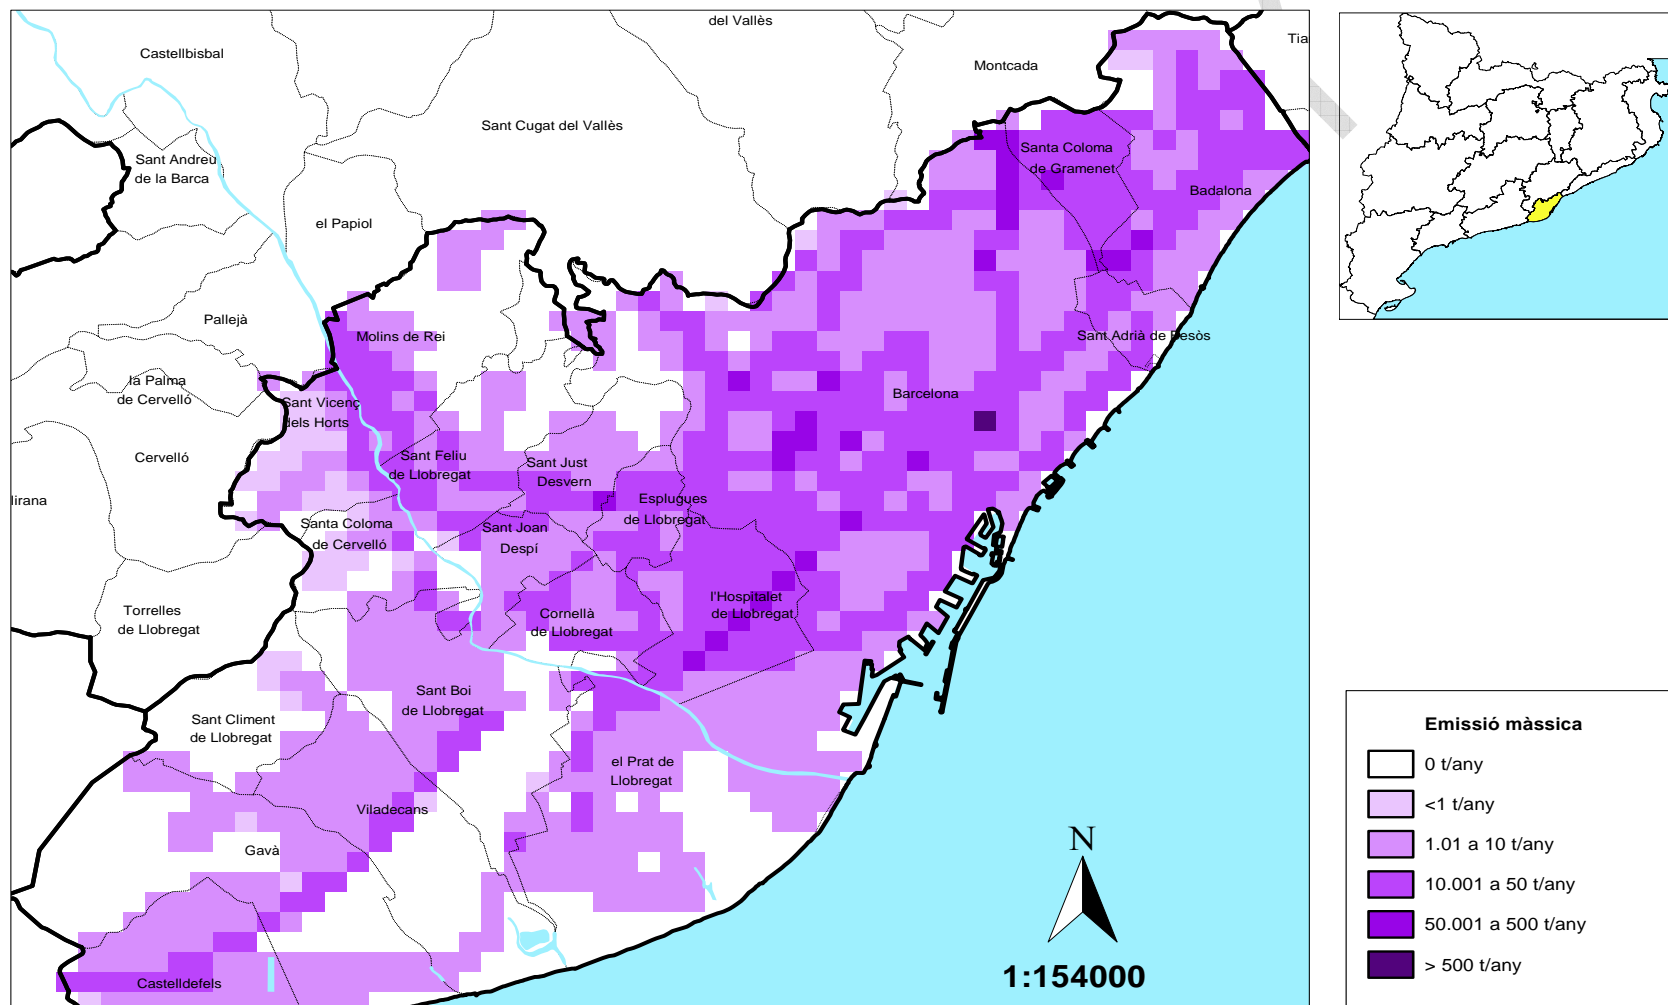 del Vallès
Tia
Castellbisbal
Montcada
Sant Cugat del Vallès
Sant Andreu
de la Barca
Santa Coloma
de Gramenet
Badalona
el Papiol
Pallejà
Molins de Rei
Sant Adrià de Besòs
la Palma
de Cervelló
Barcelona
Sant Vicenç
dels Horts
Cervelló
Sant Feliu
de Llobregat
Sant Just
Desvern
lirana
Esplugues
de Llobregat
Santa Coloma
de Cervelló
Sant Joan
Despí
Torrelles
de Llobregat
Cornellà
de Llobregat
l'Hospitalet
de Llobregat
Sant Boi
de Llobregat
Sant Climent
de Llobregat
el Prat de
Llobregat
Viladecans
Gavà
Castelldefels
N
1:154000
Emissió màssica
0 t/any
<1 t/any
1.01 a 10 t/any
10.001 a 50 t/any
50.001 a 500 t/any
> 500 t/any